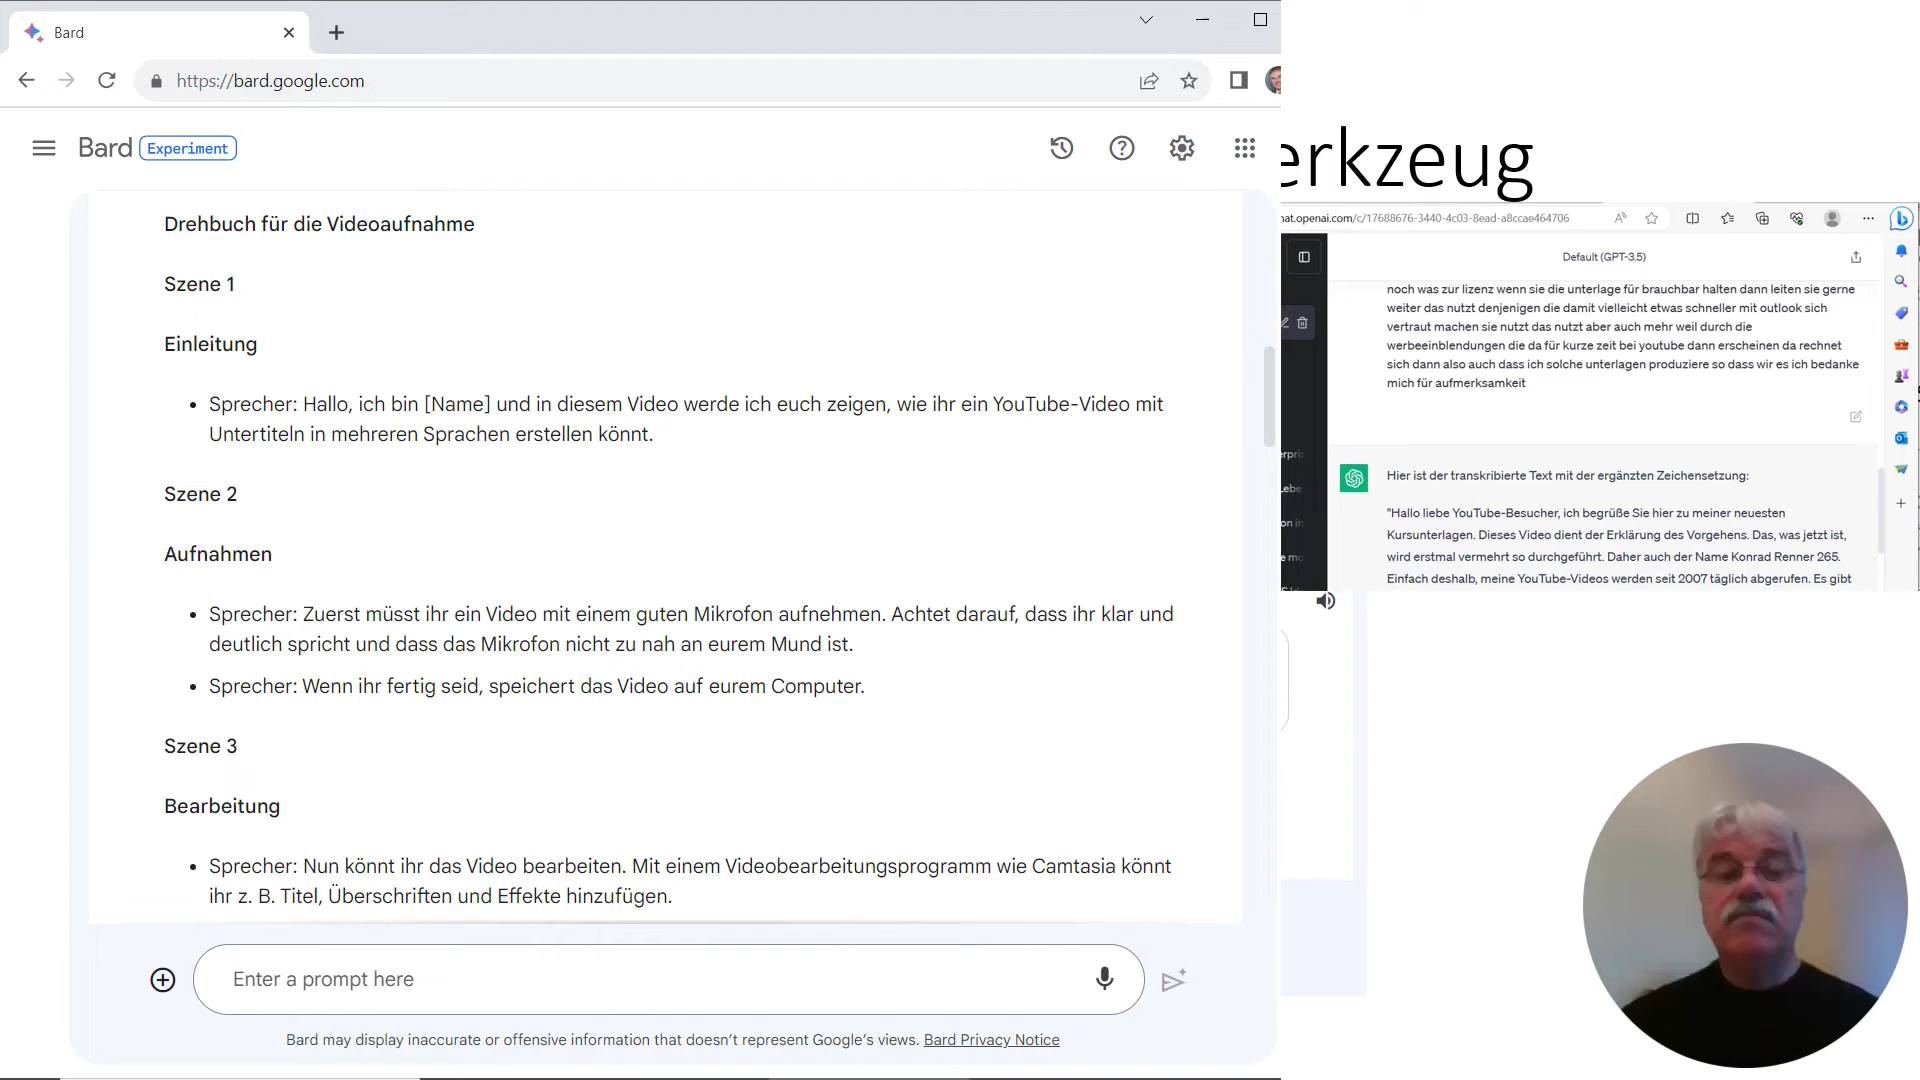 Bard
https://bard.google.com
Bard Experiment
Drehbuch für die Videoaufnahme
Szene 1
Einleitung
• Sprecher: Hallo, ich bin [Name] und in diesem Video werde ich euch zeigen, wie ihr ein YouTube-Video mit
Untertiteln in mehreren Sprachen erstellen könnt.
Szene 2
Aufnahmen
• Sprecher: Zuerst müsst ihr ein Video mit einem guten Mikrofon aufnehmen. Achtet darauf, dass ihr klar und
deutlich spricht und dass das Mikrofon nicht zu nah an eurem Mund ist.
• Sprecher: Wenn ihr fertig seid, speichert das Video auf eurem Computer.
Szene 3
Bearbeitung
• Sprecher: Nun könnt ihr das Video bearbeiten. Mit einem Videobearbeitungsprogramm wie Camtasia könnt
ihr z. B. Titel, Überschriften und Effekte hinzufügen.
Enter a prompt here
Bard may display inaccurate or offensive information that doesn't represent Google's views. Bard Privacy Notice
erkzeug
hat.openai.com/c/17688676-3440-4c03-8ead-a8ccae464706
Default (GPT-3.5)
noch was zur lizenz wenn sie die unterlage für brauchbar halten dann leiten sie gerne
weiter das nutzt denjenigen die damit vielleicht etwas schneller mit outlook sich
vertraut machen sie nutzt das nutzt aber auch mehr weil durch die
werbeeinblendungen die da für kurze zeit bei youtube dann erscheinen da rechnet
sich dann also auch dass ich solche unterlagen produziere so dass wir es ich bedanke
mich für aufmerksamkeit
Hier ist der transkribierte Text mit der ergänzten Zeichensetzung:
"Hallo liebe YouTube-Besucher, ich begrüße Sie hier zu meiner neuesten
Kursunterlagen. Dieses Video dient der Erklärung des Vorgehens. Das, was jetzt ist,
wird erstmal vermehrt so durchgeführt. Daher auch der Name Konrad Renner 265.
Einfach deshalb, meine YouTube-Videos werden seit 2007 täglich abgerufen. Es gibt